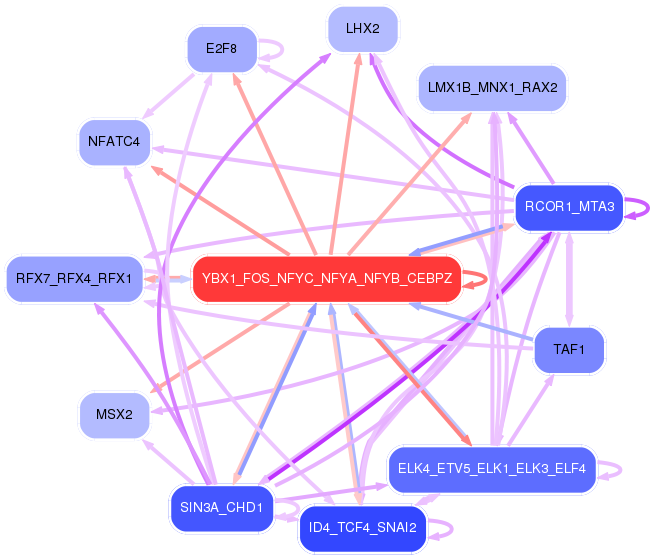 LHX2
E2F8
LMX1B_MNX1_RAX2
NFATC4
RCOR1_MTA3
RFX7_RFX4_RFX1
YBX1_FOS_NFYC_NFYA_NFYB_CEBPZ
TAF1
MSX2
ELK4_ETV5_ELK1_ELK3_ELF4
SIN3A_CHD1
ID4_TCF4_SNAI2